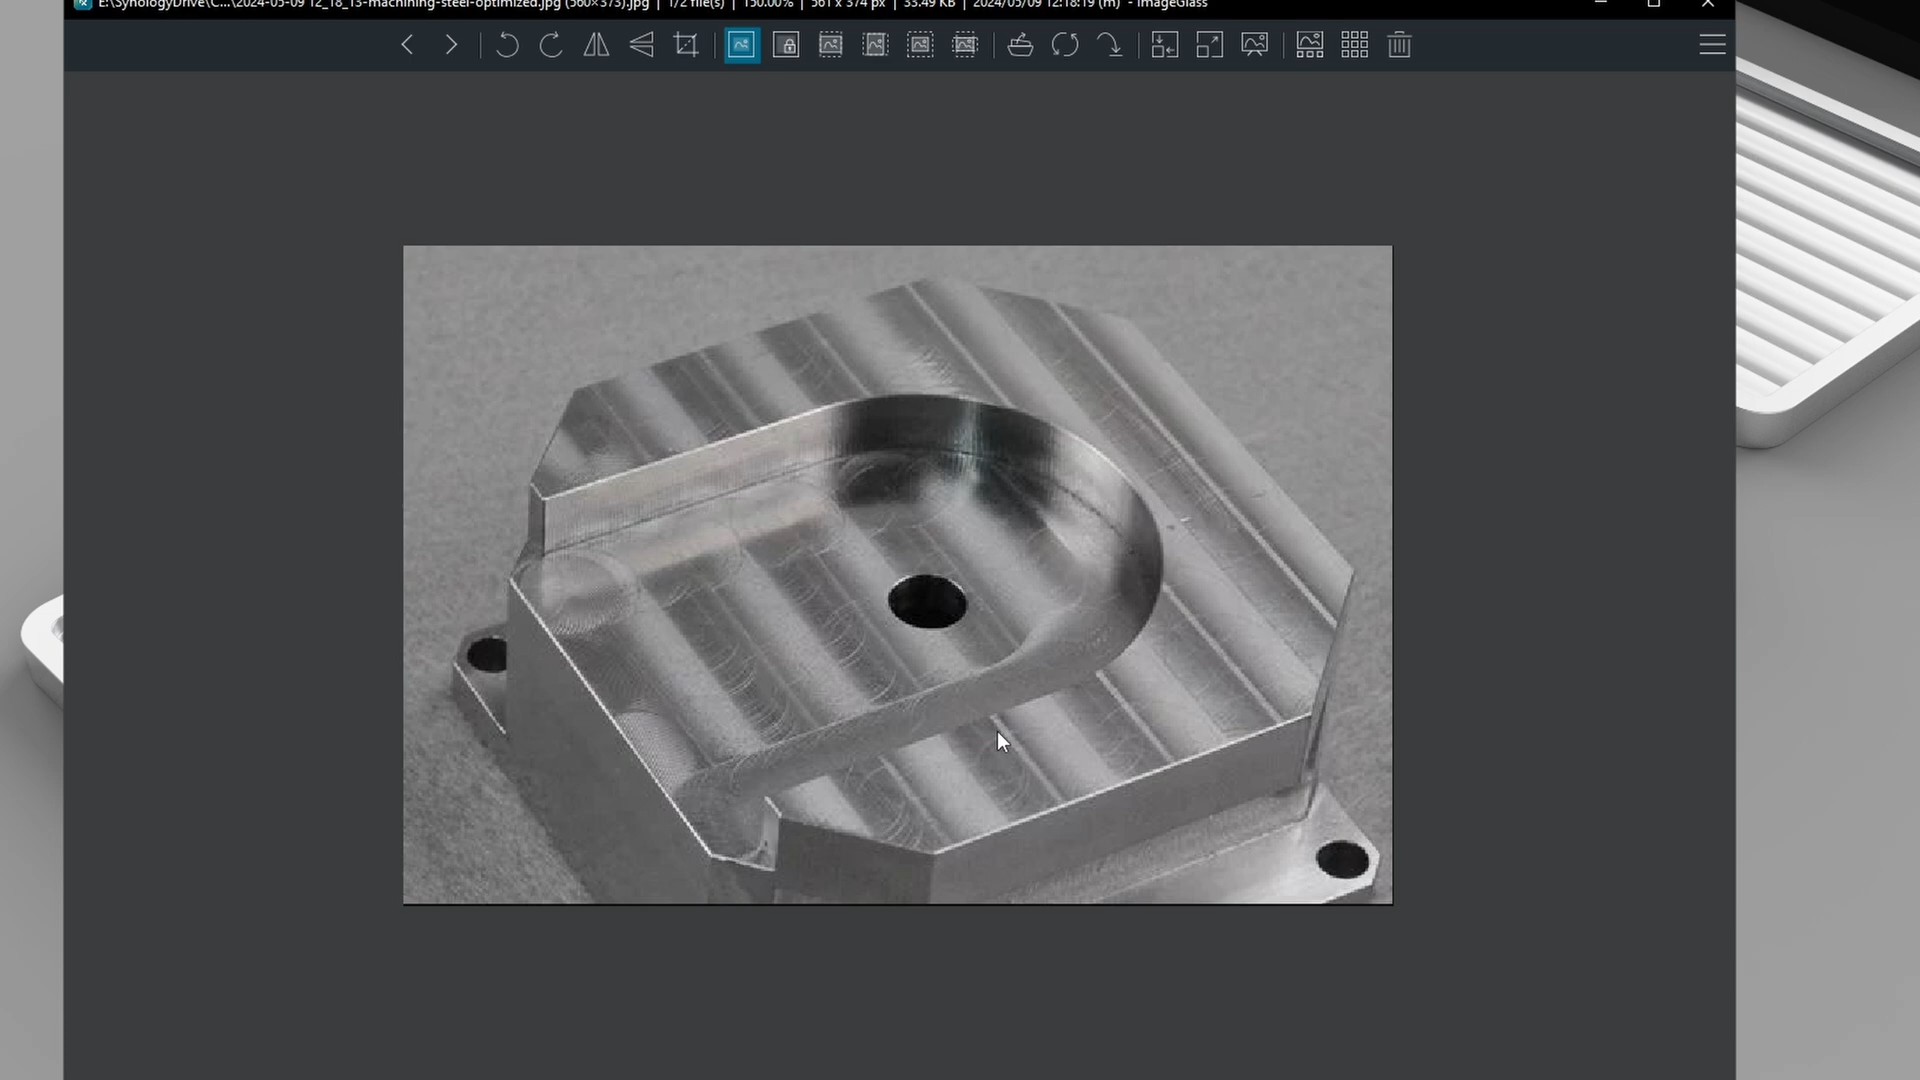 E:\SynologyDrive\C...\2024-05-09 12_18_13-machining-steel-optimized.jpg (560×373).jpg | 1/2 file(s) | 150.00% | 561 x 374 px | 33.49 KB | 2024/05/09 12:18:19 (m) - ImageGlass